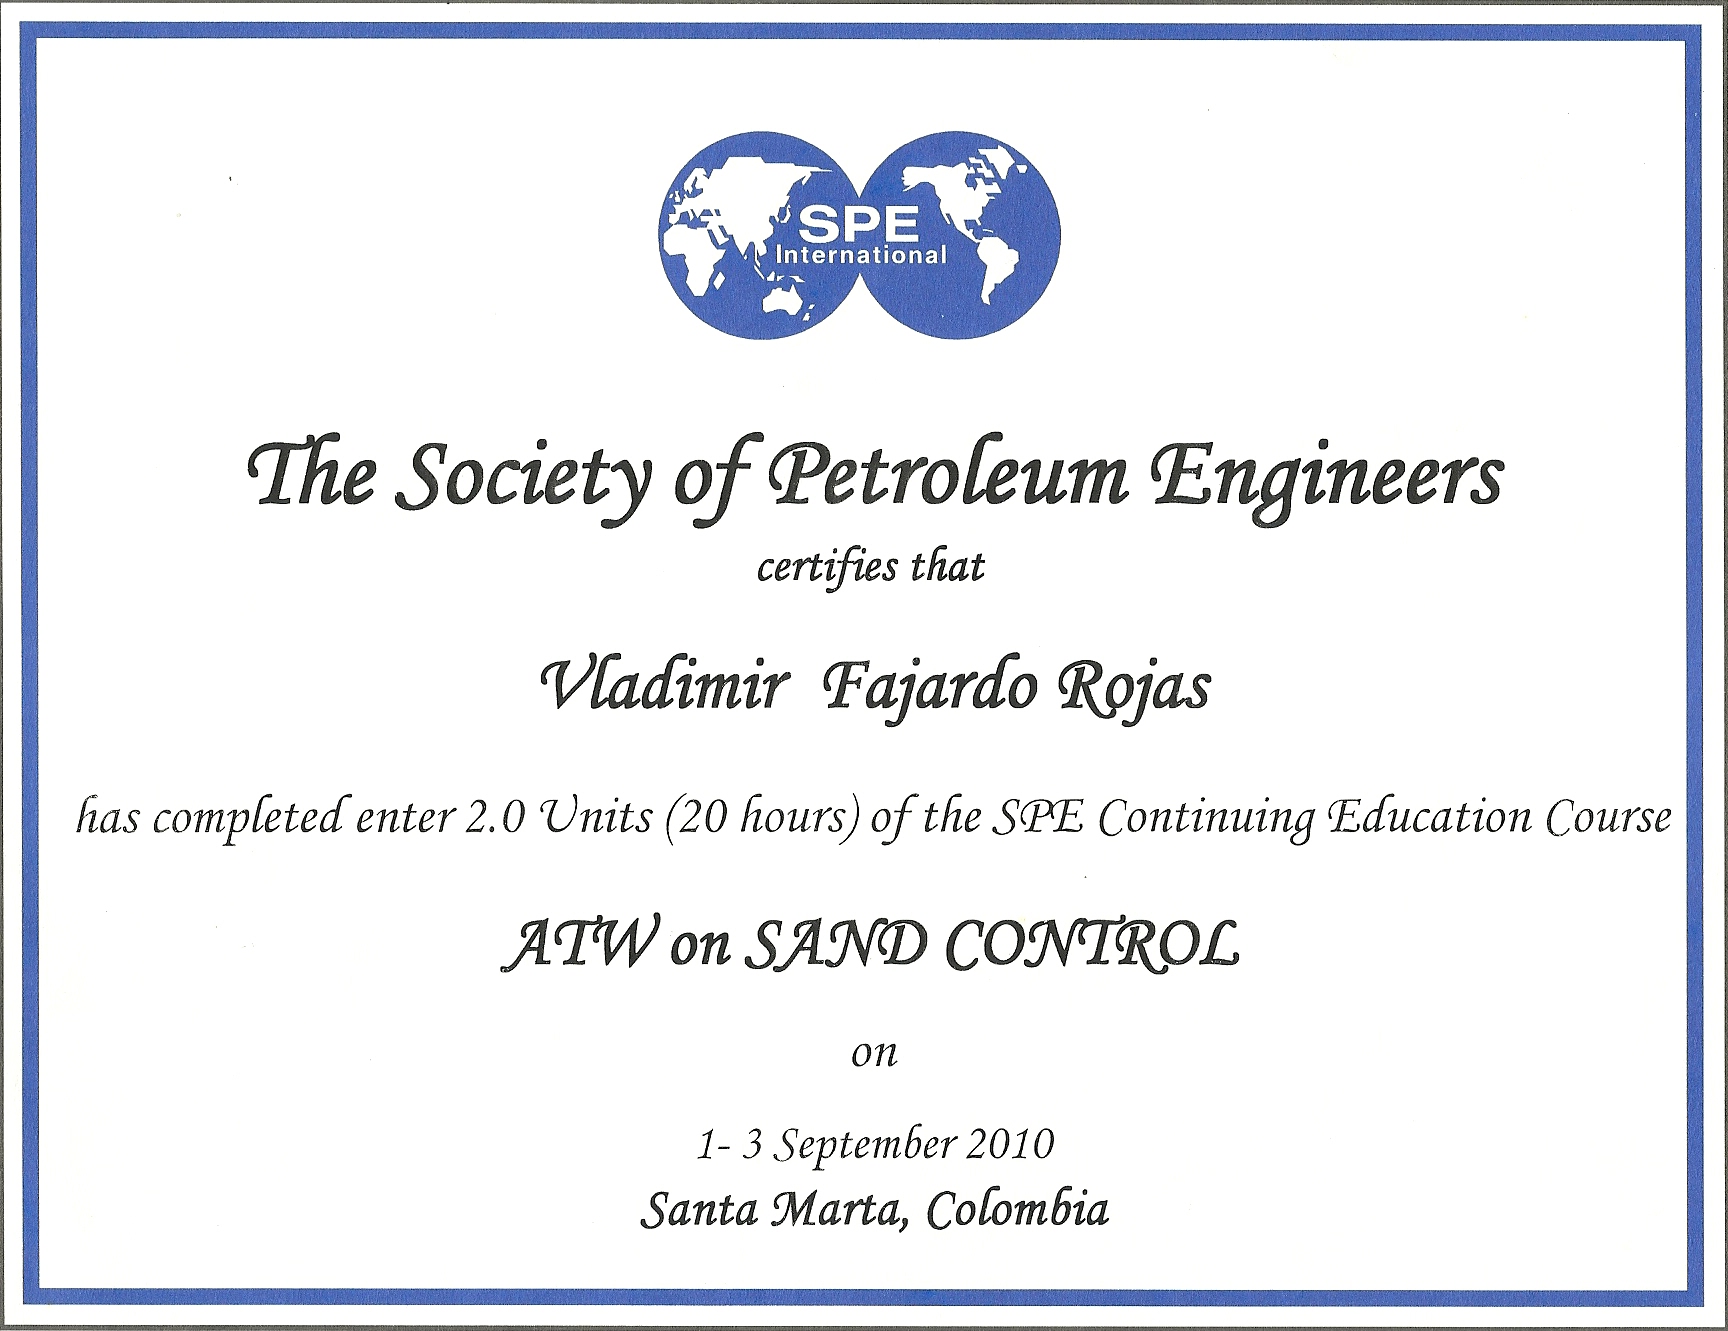 SPE
International
The Society of Petroleum Engineers
certifies that
Vladimir Fajardo Rojas
has completed enter 2.0 Units (20 hours) of the SPE Continuing Education Course
ATW on SAND CONTROL
on
1- 3 September 2010
Santa Marta, Colombia